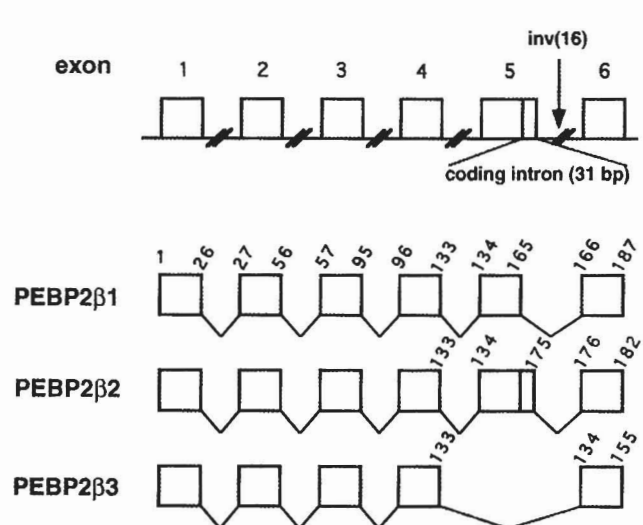 inv(16)
exon 1 2 3 4 5 6
coding intron (31 bp)
1 26 27 56 57 95 96 133 134 165 166 187
PEBP2β1
133 134 175 176 182
PEBP2β2
133 134 155
PEBP2β3